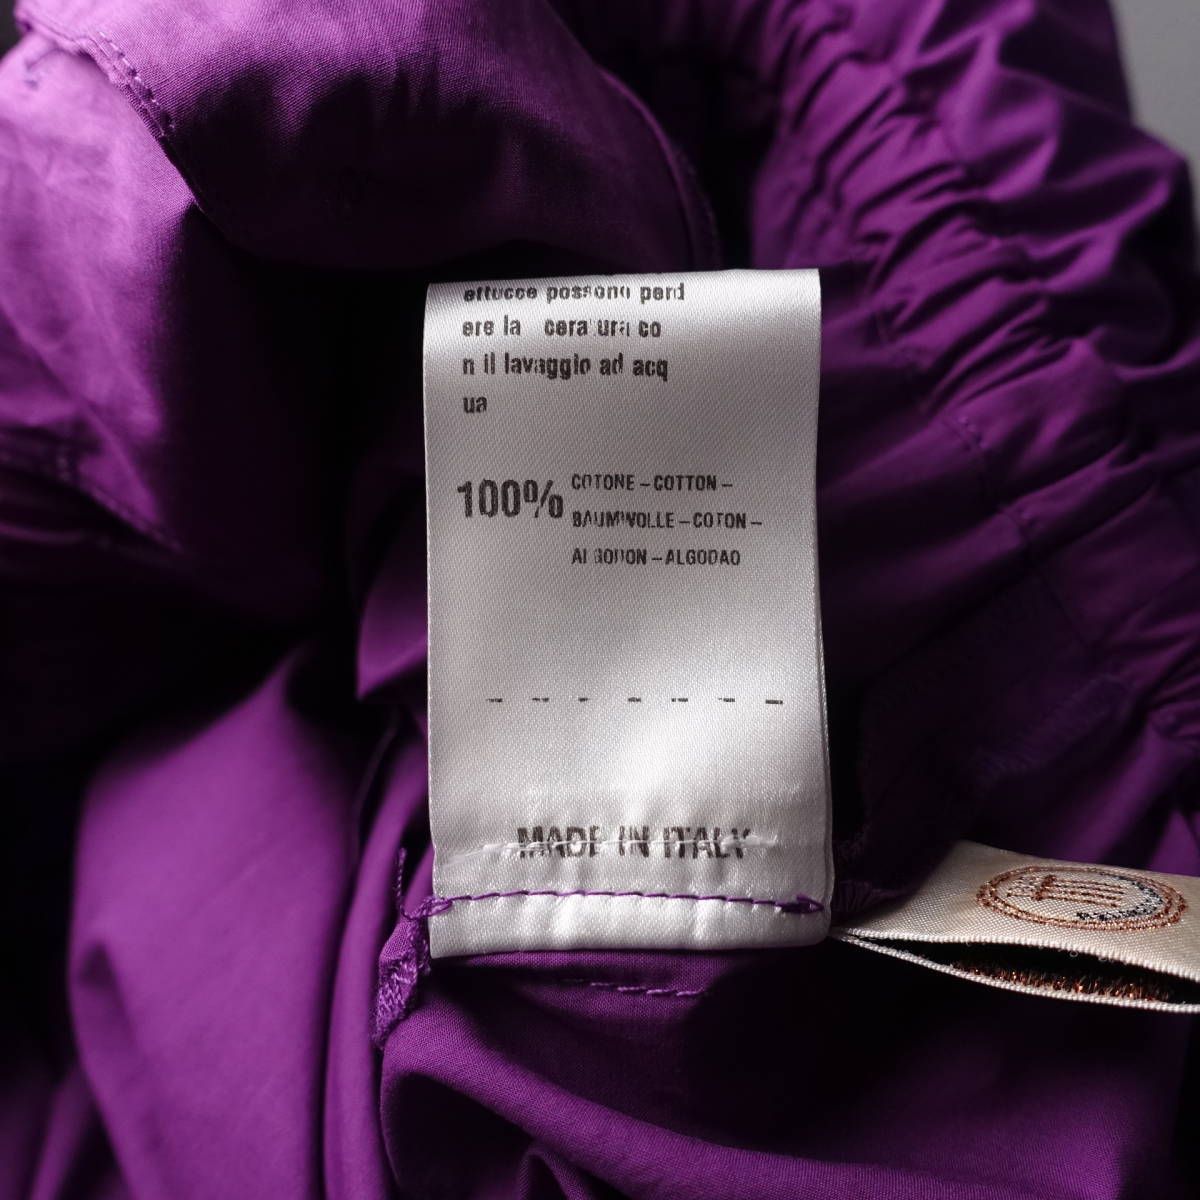 ettucce possono perd
ere la ceratura co
n il lavaggio ad acq
ua
100% COTONE – COTTON –
BAUMWOLLE – COTON –
ALGODON – ALGODAO
MADE IN ITALY